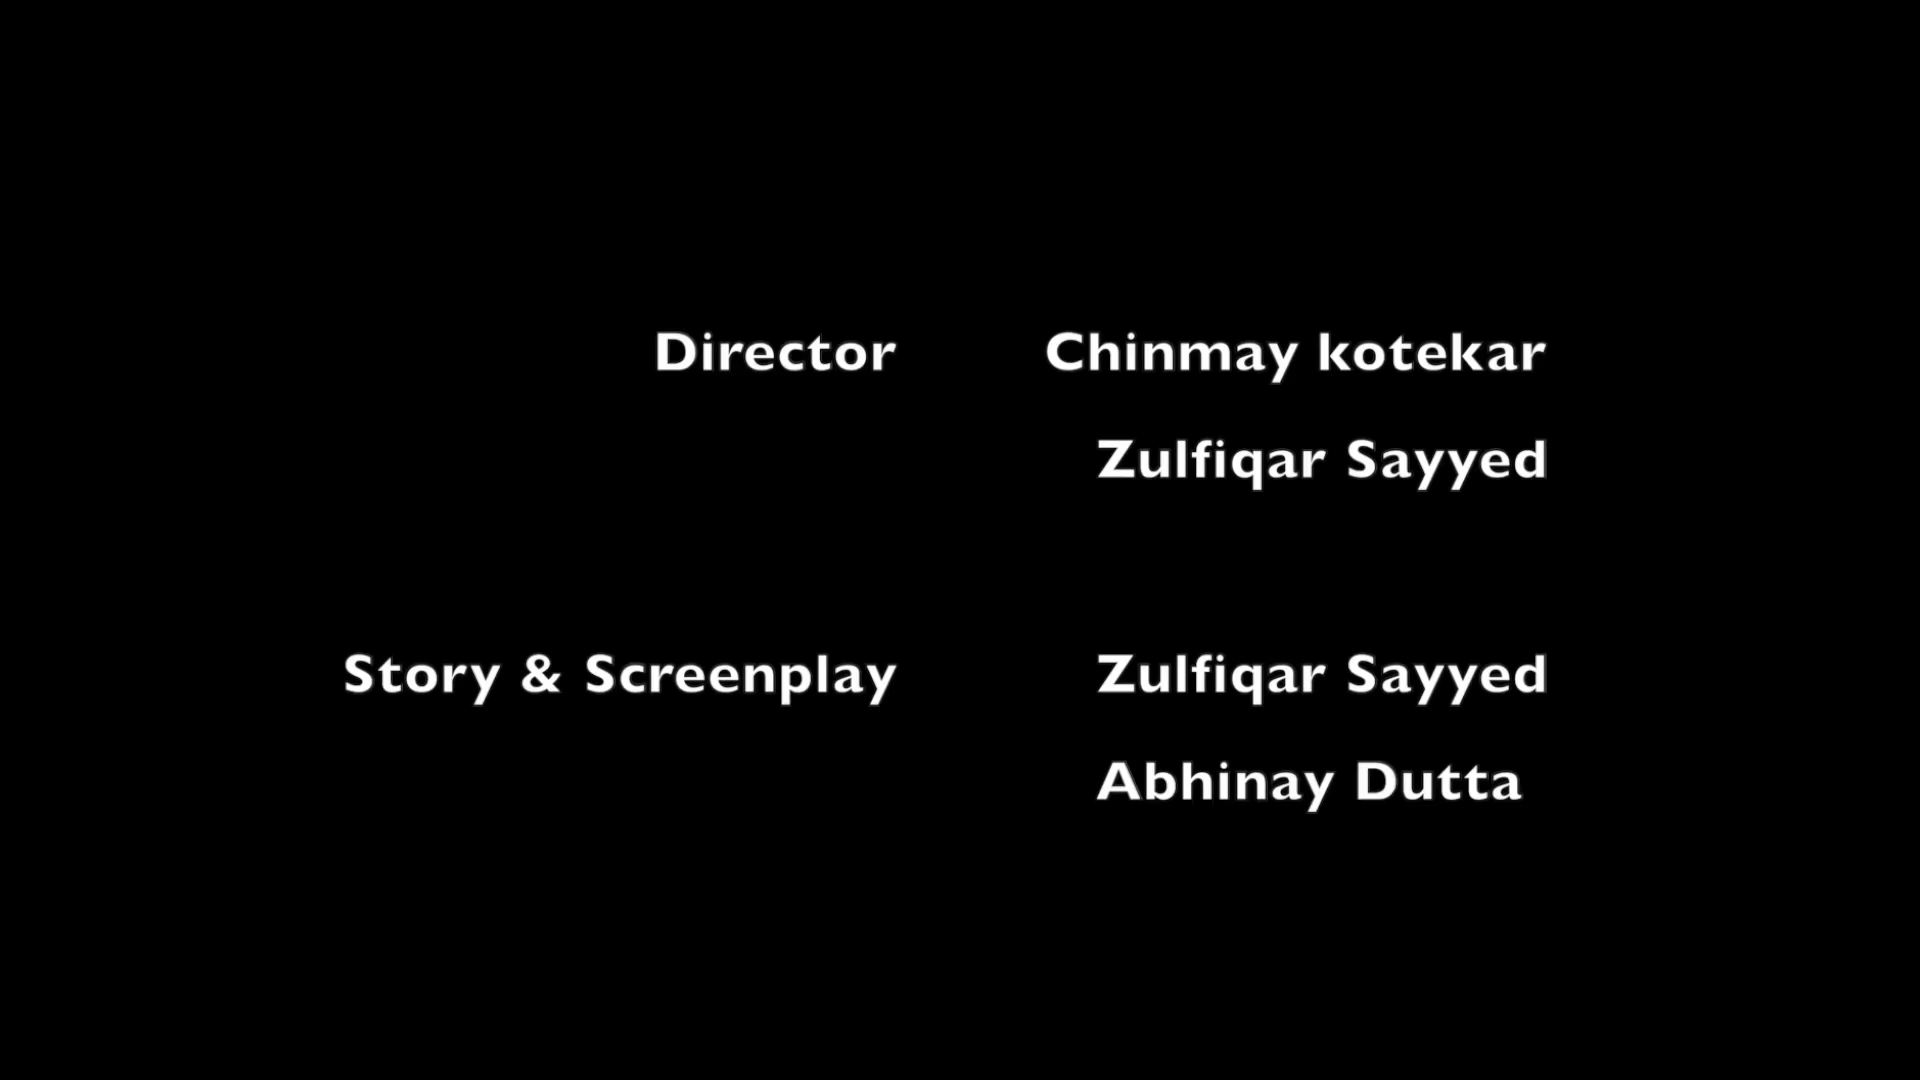 Director Chinmay kotekar
Zulfiqar Sayyed
Story & Screenplay Zulfiqar Sayyed
Abhinay Dutta